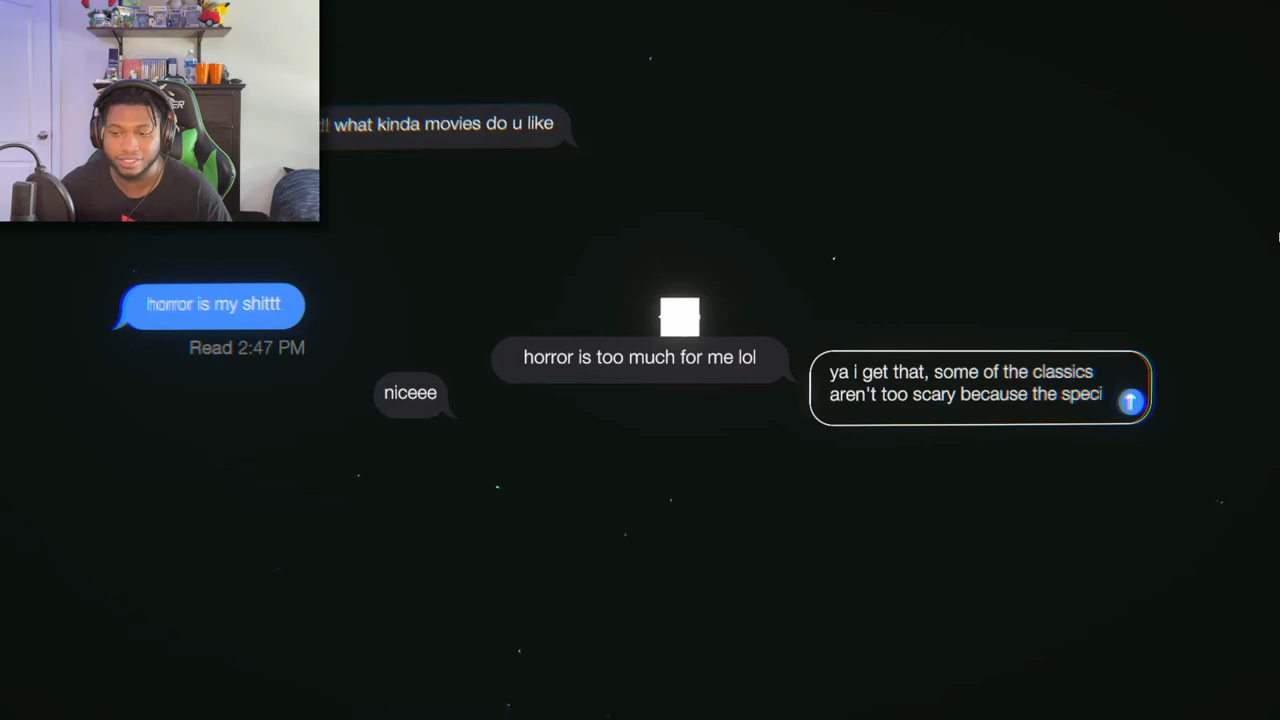 what kinda movies do u like
horror is my shittt
Read 2:47 PM
horror is too much for me lol
niceee
ya i get that, some of the classics
aren't too scary because the speci